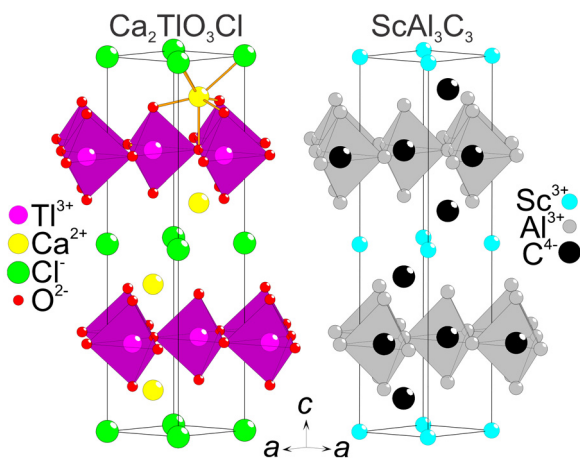 Ca₂TlO₃Cl
ScAl₃C₃
Tl³⁺
Ca²⁺
Cl⁻
O²⁻
Sc³⁺
Al³⁺
C⁴⁻
c
a a